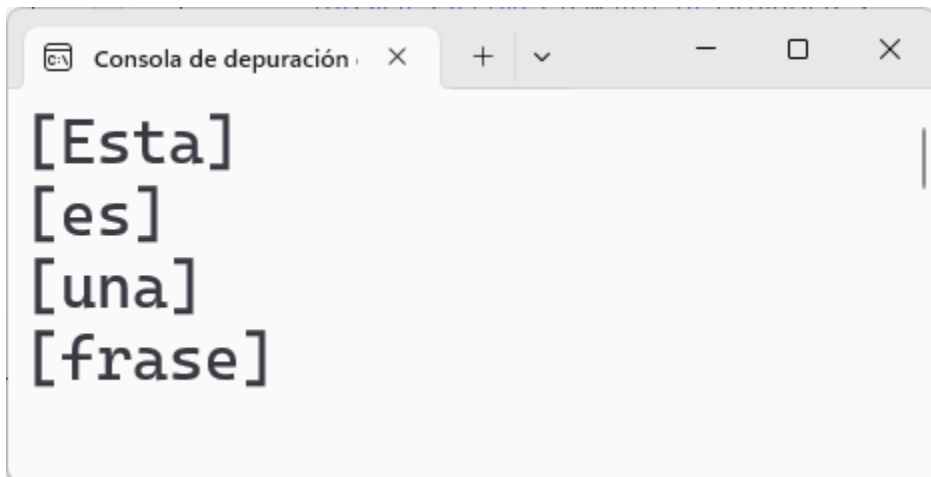 Consola de depuración
[Esta]
[es]
[una]
[frase]